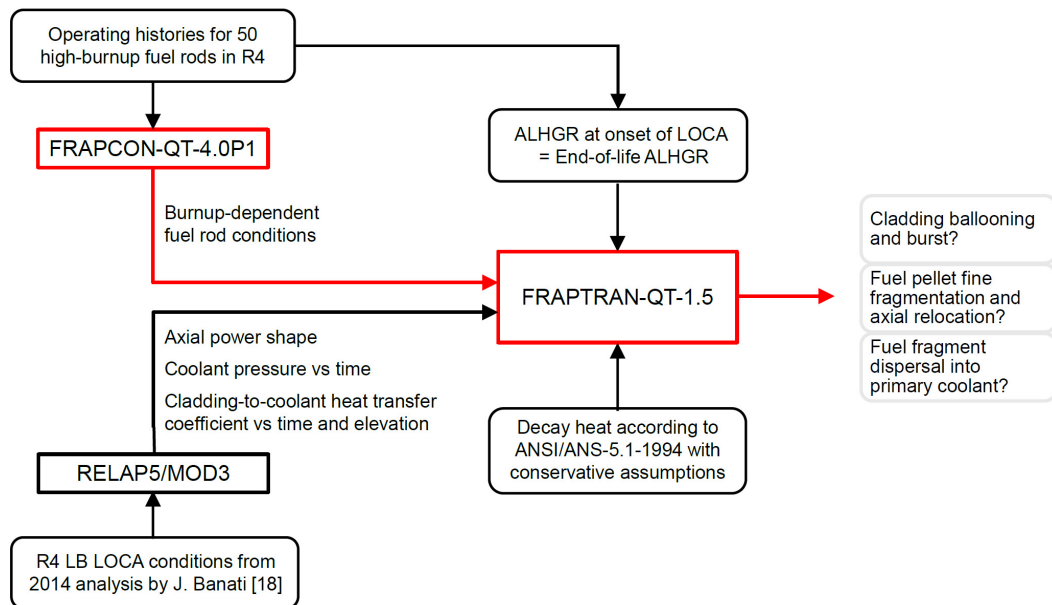 Operating histories for 50
high-burnup fuel rods in R4
FRAPCON-QT-4.0P1
ALHGR at onset of LOCA
= End-of-life ALHGR
Burnup-dependent
fuel rod conditions
FRAPTRAN-QT-1.5
Cladding ballooning
and burst?
Fuel pellet fine
fragmentation and
axial relocation?
Fuel fragment
dispersal into
primary coolant?
Axial power shape
Coolant pressure vs time
Cladding-to-coolant heat transfer
coefficient vs time and elevation
Decay heat according to
ANSI/ANS-5.1-1994 with
conservative assumptions
RELAP5/MOD3
R4 LB LOCA conditions from
2014 analysis by J. Banati [18]